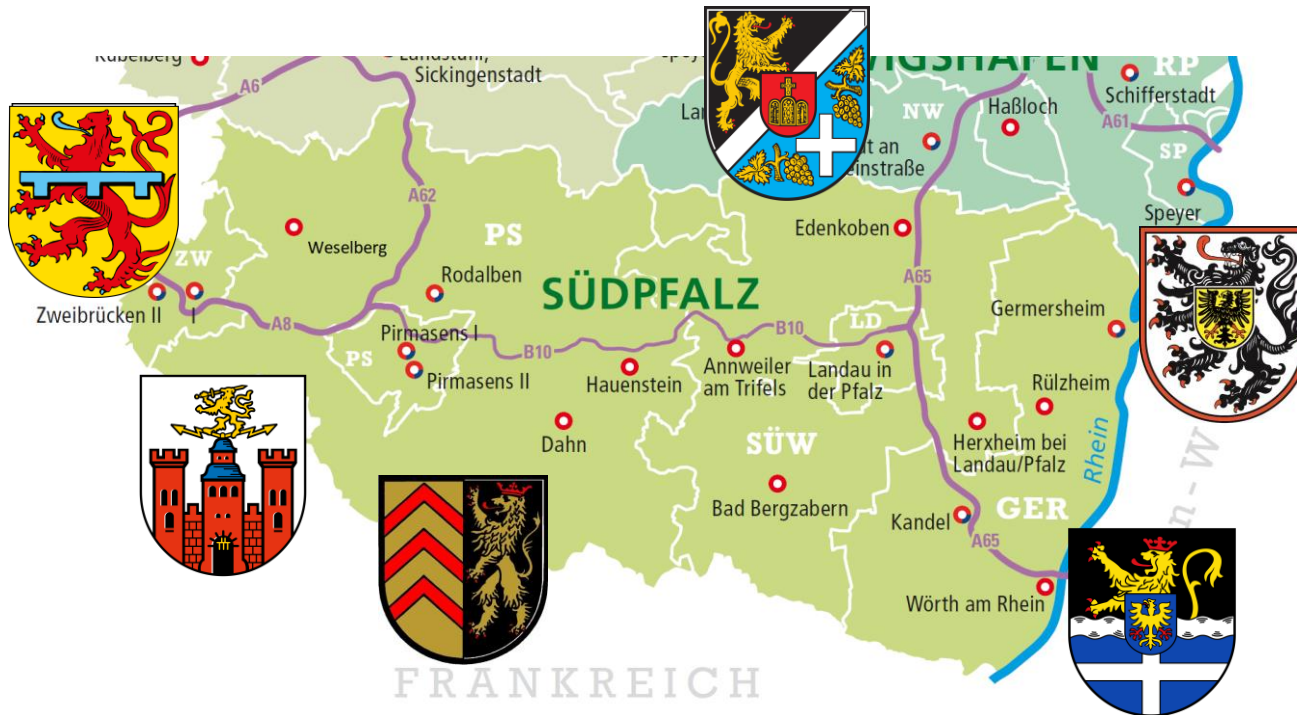 Landstuhl,
Sickingenstadt
A6
WIGSHAFEN
RP
Schifferstadt
NW
Haßloch
A61
SP
Speyer
A62
Weselberg
PS
Edenkoben
ZW
Rodalben
SÜDPFALZ
A65
Zweibrücken II
I
A8
Pirmasens I
PS
Pirmasens II
B10
B10
LD
Germersheim
Hauenstein
Annweiler
am Trifels
Landau in
der Pfalz
Rülzheim
Dahn
SÜW
Herxheim bei
Landau/Pfalz
Rhein
Bad Bergzabern
GER
Kandel
A65
Wörth am Rhein
n-W
FRANKREICH